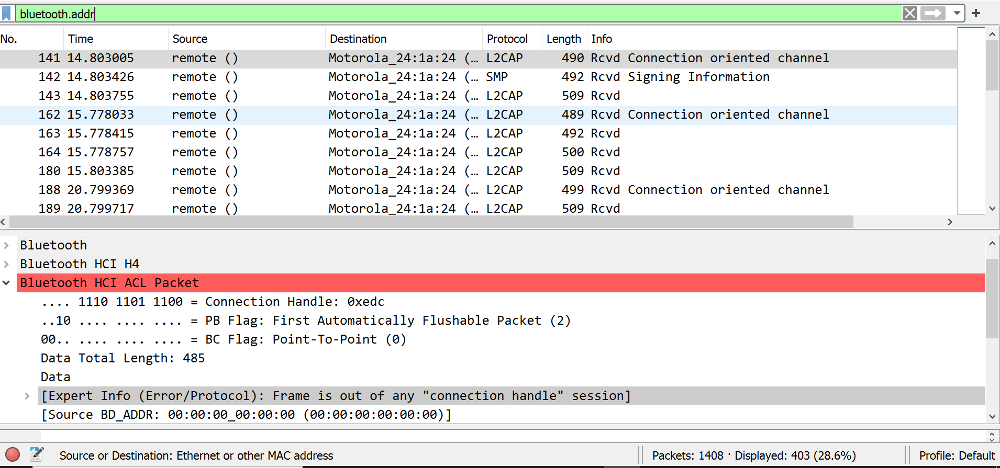 bluetooth.addr
No. Time Source Destination Protocol Length Info
141 14.803005 remote () Motorola_24:1a:24 (… L2CAP 490 Rcvd Connection oriented channel
142 14.803426 remote () Motorola_24:1a:24 (… SMP 492 Rcvd Signing Information
143 14.803755 remote () Motorola_24:1a:24 (… L2CAP 509 Rcvd
162 15.778033 remote () Motorola_24:1a:24 (… L2CAP 489 Rcvd Connection oriented channel
163 15.778415 remote () Motorola_24:1a:24 (… L2CAP 492 Rcvd
164 15.778757 remote () Motorola_24:1a:24 (… L2CAP 500 Rcvd
180 15.803385 remote () Motorola_24:1a:24 (… L2CAP 509 Rcvd
188 20.799369 remote () Motorola_24:1a:24 (… L2CAP 499 Rcvd Connection oriented channel
189 20.799717 remote () Motorola_24:1a:24 (… L2CAP 509 Rcvd
Bluetooth
Bluetooth HCI H4
Bluetooth HCI ACL Packet
.... 1110 1101 1100 = Connection Handle: 0xedc
..10 .... .... .... = PB Flag: First Automatically Flushable Packet (2)
00.. .... .... .... = BC Flag: Point-To-Point (0)
Data Total Length: 485
Data
[Expert Info (Error/Protocol): Frame is out of any "connection handle" session]
[Source BD_ADDR: 00:00:00_00:00:00 (00:00:00:00:00:00)]
Source or Destination: Ethernet or other MAC address Packets: 1408 · Displayed: 403 (28.6%) Profile: Default